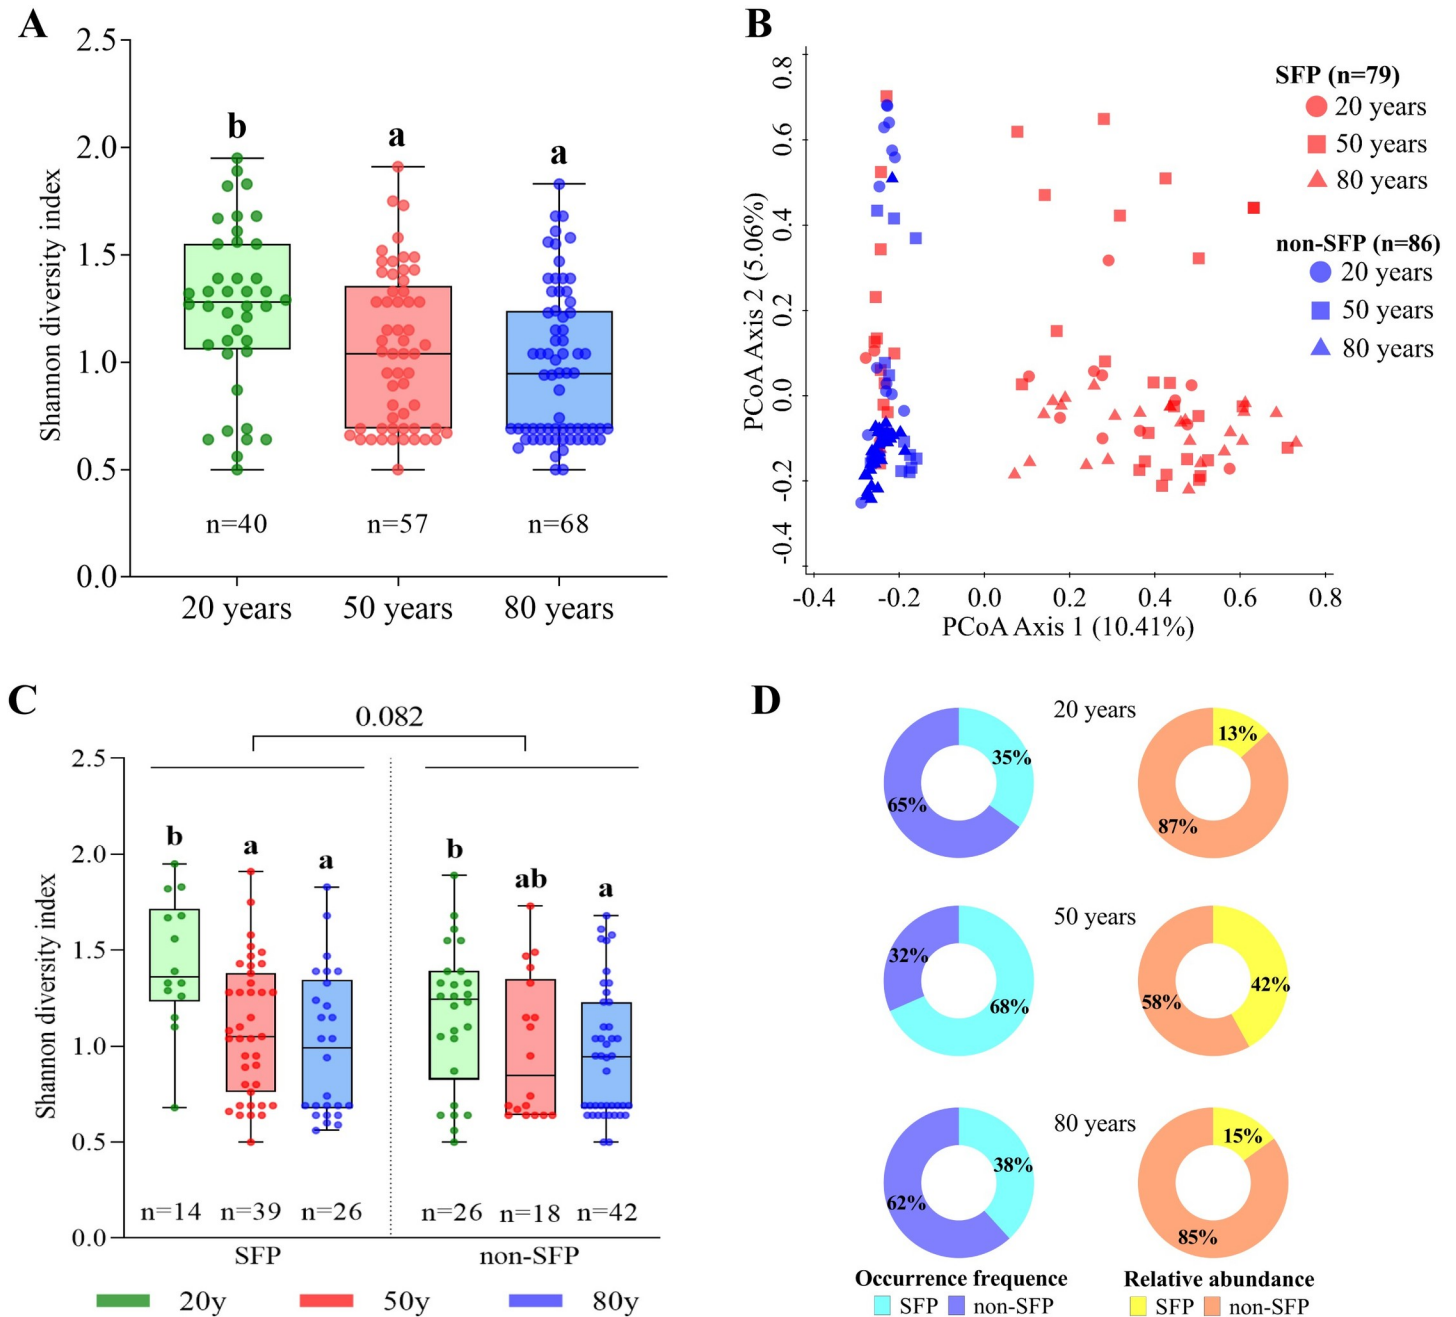 A
2.5
2.0
1.5
1.0
0.5
0.0
Shannon diversity index
b
a
a
n=40
n=57
n=68
20 years
50 years
80 years
B
0.8
0.6
0.4
0.2
0.0
-0.2
-0.4
PCoA Axis 2 (5.06%)
-0.4
-0.2
0.0
0.2
0.4
0.6
0.8
PCoA Axis 1 (10.41%)
SFP (n=79)
20 years
50 years
80 years
non-SFP (n=86)
20 years
50 years
80 years
C
0.082
2.5
2.0
1.5
1.0
0.5
0.0
Shannon diversity index
b
a
a
b
ab
a
n=14
n=39
n=26
n=26
n=18
n=42
SFP
non-SFP
20y
50y
80y
D
20 years
35%
65%
13%
87%
50 years
32%
68%
42%
58%
80 years
38%
62%
15%
85%
Occurrence frequence
SFP
non-SFP
Relative abundance
SFP
non-SFP